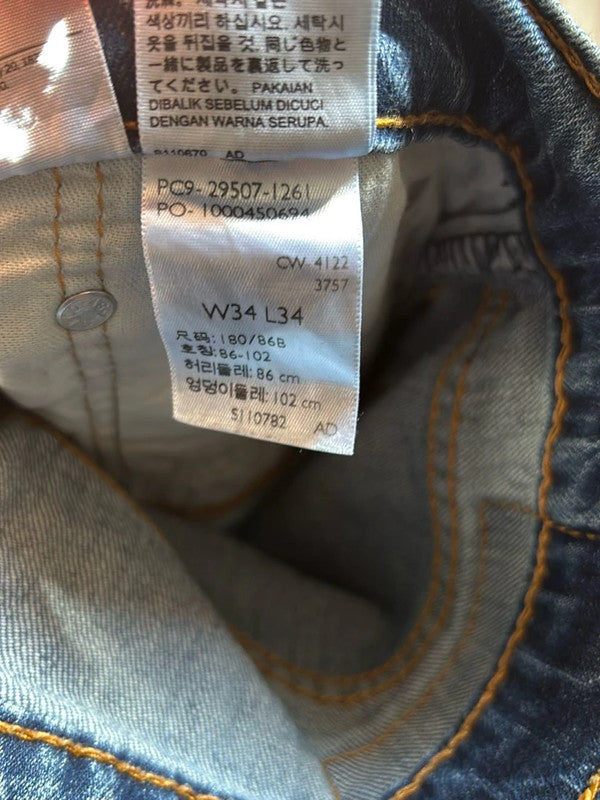 색상끼리 하십시오. 세탁시
옷을 뒤집을 것. 同じ色物と
一緒に製品を裏返して洗っ
てください。PAKAIAN
DIBALIK SEBELUM DICUCI
DENGAN WARNA SERUPA.
S110670 AD
PC9- 29507-1261
PO- 1000450694
CW 4122
3757
W34 L34
尺码: 180/86B
호칭: 86-102
허리둘레: 86 cm
엉덩이둘레: 102 cm
S110782 AD